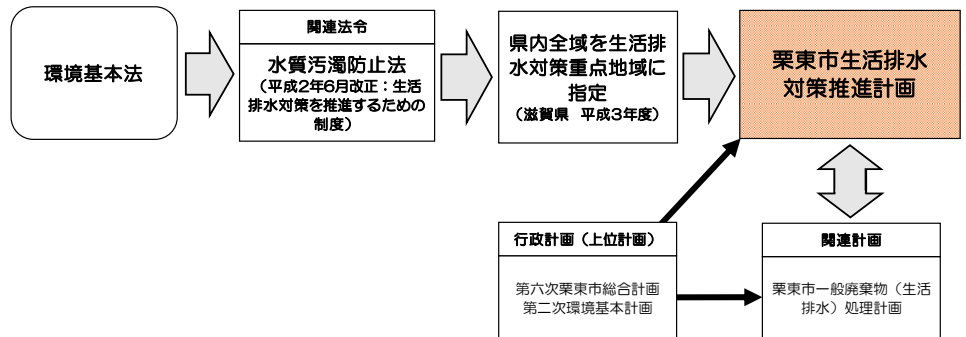 環境基本法
関連法令
水質汚濁防止法
（平成2年6月改正：生活
排水対策を推進するための
制度）
県内全域を生活排
水対策重点地域に
指定
（滋賀県　平成3年度）
栗東市生活排水
対策推進計画
行政計画（上位計画）
第六次栗東市総合計画
第二次環境基本計画
関連計画
栗東市一般廃棄物（生活
排水）処理計画